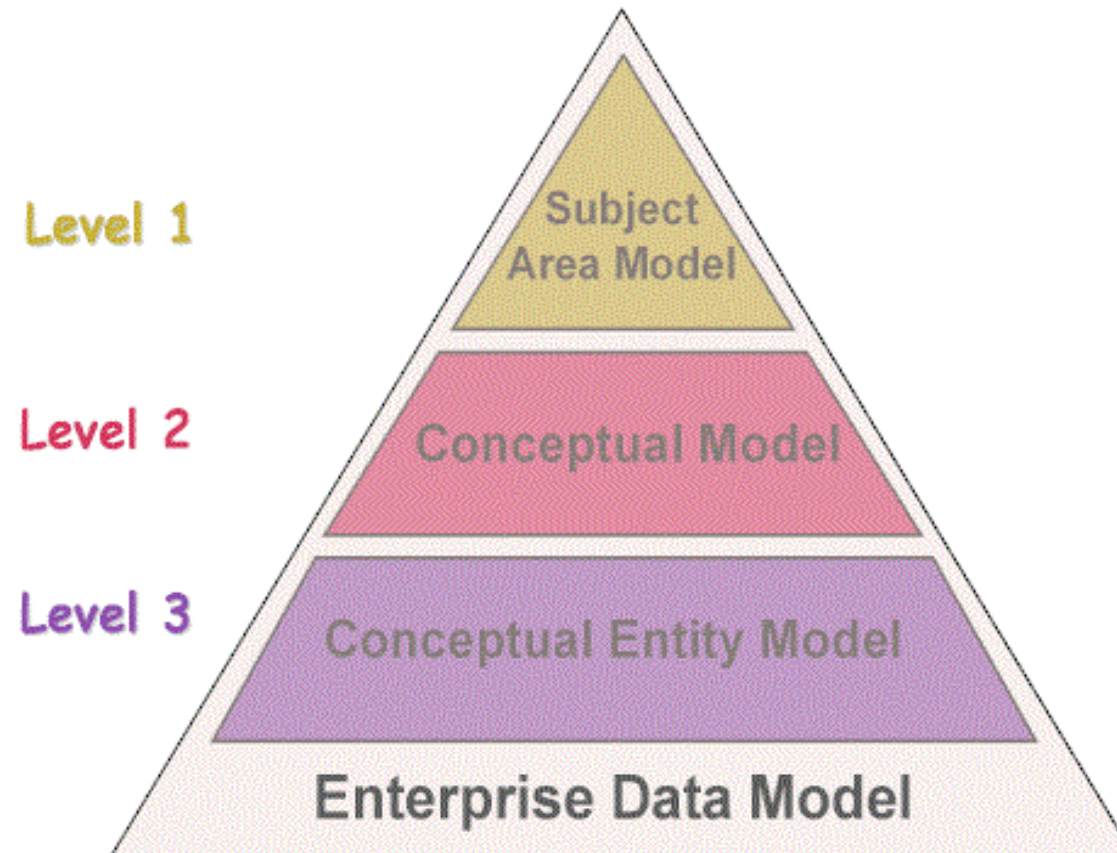 Level 1
Subject
Area Model
Level 2
Conceptual Model
Level 3
Conceptual Entity Model
Enterprise Data Model